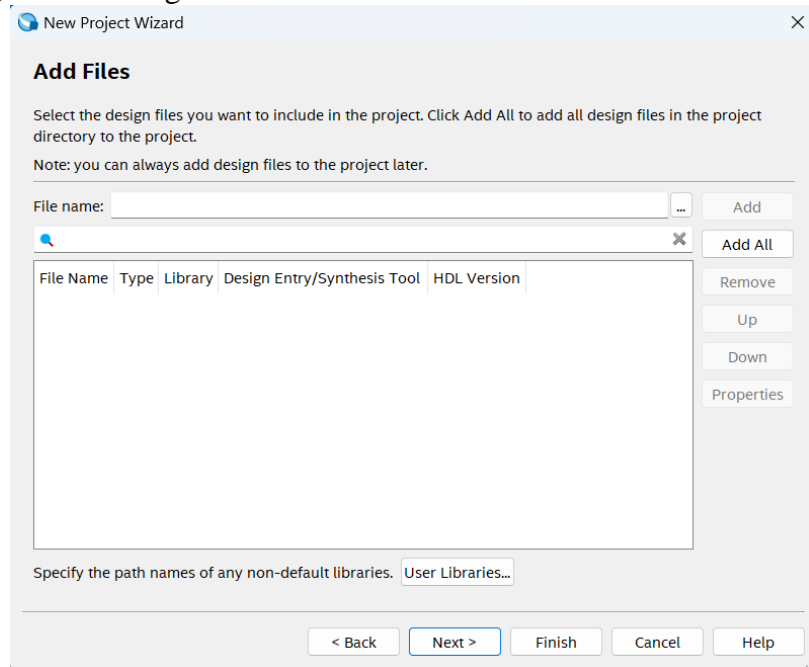 New Project Wizard
Add Files
Select the design files you want to include in the project. Click Add All to add all design files in the project
directory to the project.
Note: you can always add design files to the project later.
File name: ... Add
Add All
File Name Type Library Design Entry/Synthesis Tool HDL Version
Remove
Up
Down
Properties
Specify the path names of any non-default libraries. User Libraries...
< Back Next > Finish Cancel Help